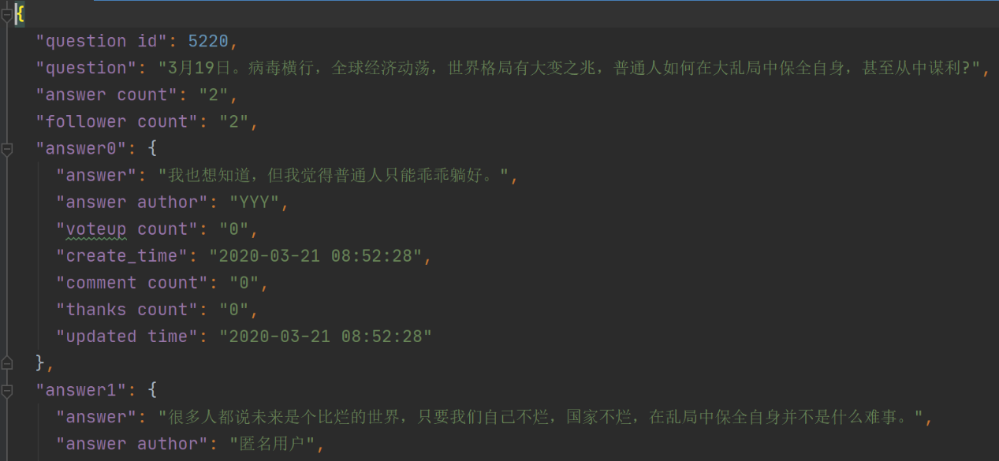 {
"question id": 5220,
"question": "3月19日。病毒横行，全球经济动荡，世界格局有大变之兆，普通人如何在大乱局中保全自身，甚至从中谋利?",
"answer count": "2",
"follower count": "2",
"answer0": {
"answer": "我也想知道，但我觉得普通人只能乖乖躺好。",
"answer author": "YYY",
"voteup count": "0",
"create_time": "2020-03-21 08:52:28",
"comment count": "0",
"thanks count": "0",
"updated time": "2020-03-21 08:52:28"
},
"answer1": {
"answer": "很多人都说未来是个比烂的世界，只要我们自己不烂，国家不烂，在乱局中保全自身并不是什么难事。",
"answer author": "匿名用户",